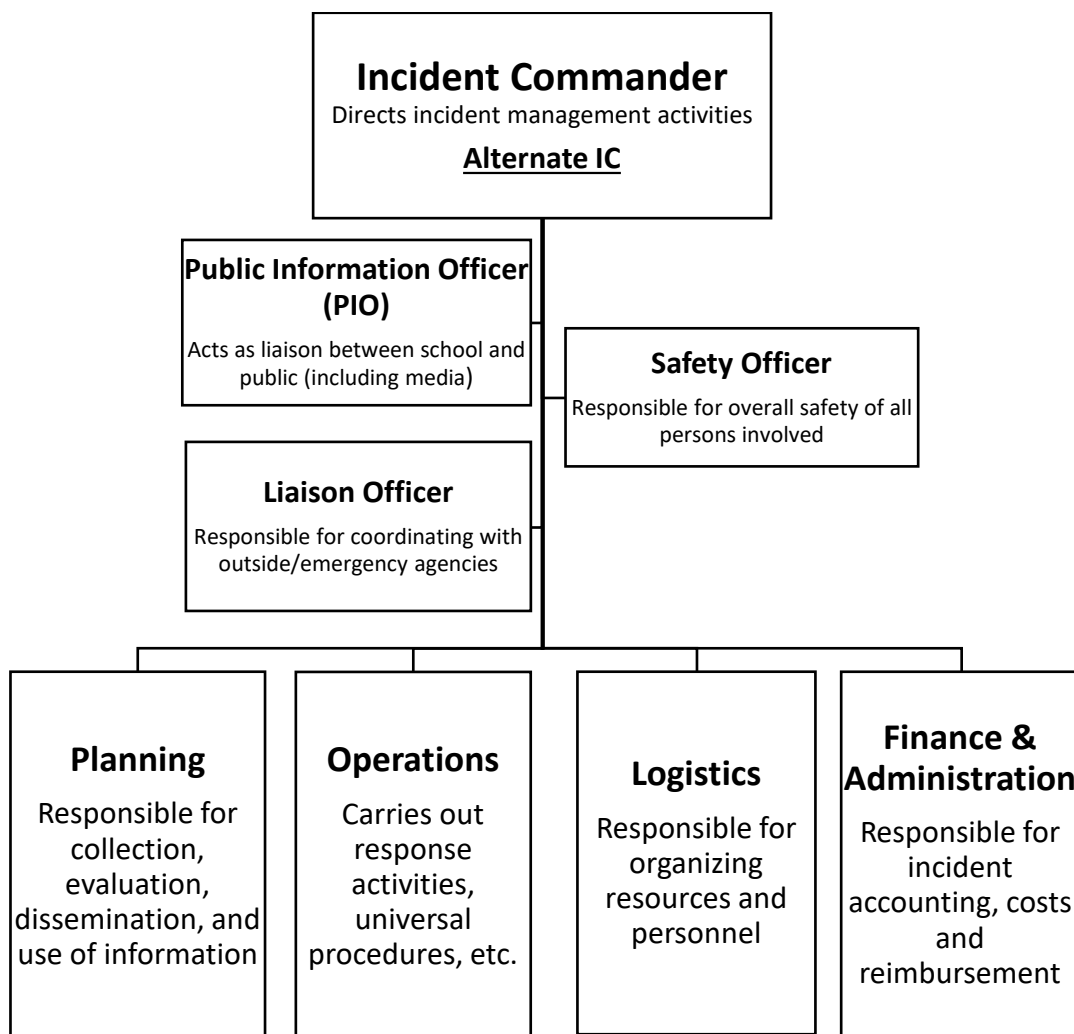 Incident Commander
Directs incident management activities
Alternate IC
Public Information Officer
(PIO)
Acts as liaison between school and
public (including media)
Safety Officer
Responsible for overall safety of all
persons involved
Liaison Officer
Responsible for coordinating with
outside/emergency agencies
Planning
Responsible for
collection,
evaluation,
dissemination, and
use of information
Operations
Carries out
response
activities,
universal
procedures, etc.
Logistics
Responsible for
organizing
resources and
personnel
Finance &
Administration
Responsible for
incident
accounting, costs
and
reimbursement